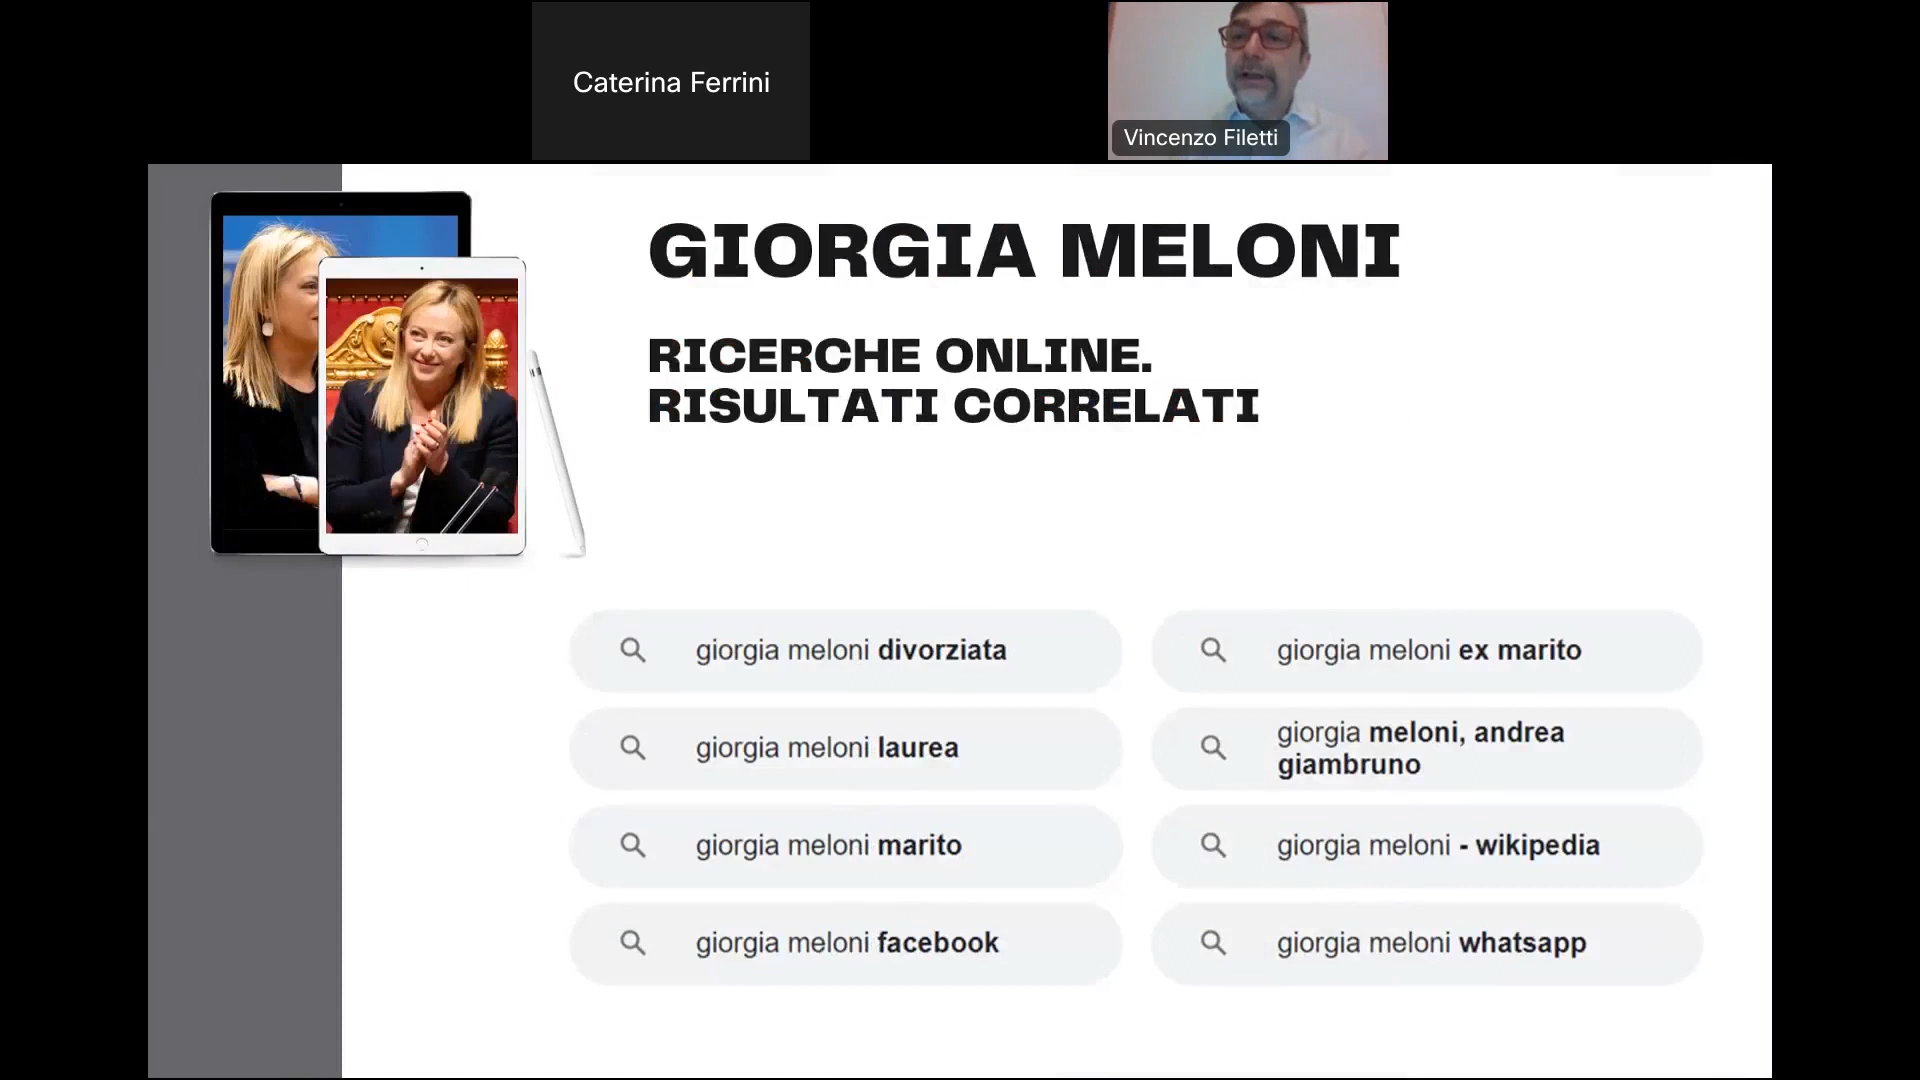 Caterina Ferrini
Vincenzo Filetti
GIORGIA MELONI
RICERCHE ONLINE.
RISULTATI CORRELATI
giorgia meloni divorziata
giorgia meloni ex marito
giorgia meloni laurea
giorgia meloni, andrea
giambruno
giorgia meloni marito
giorgia meloni - wikipedia
giorgia meloni facebook
giorgia meloni whatsapp